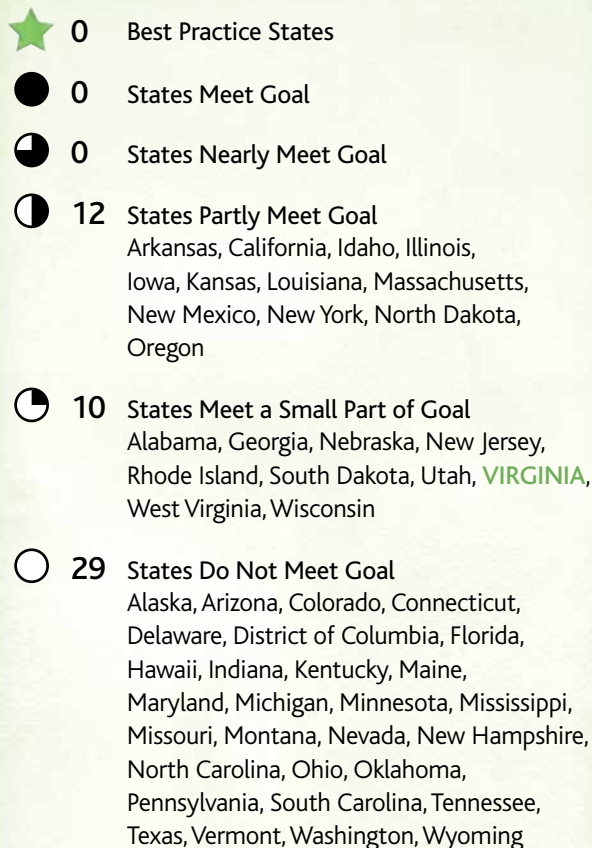 0 Best Practice States
0 States Meet Goal
0 States Nearly Meet Goal
12 States Partly Meet Goal
Arkansas, California, Idaho, Illinois,
Iowa, Kansas, Louisiana, Massachusetts,
New Mexico, New York, North Dakota,
Oregon
10 States Meet a Small Part of Goal
Alabama, Georgia, Nebraska, New Jersey,
Rhode Island, South Dakota, Utah, VIRGINIA,
West Virginia, Wisconsin
29 States Do Not Meet Goal
Alaska, Arizona, Colorado, Connecticut,
Delaware, District of Columbia, Florida,
Hawaii, Indiana, Kentucky, Maine,
Maryland, Michigan, Minnesota, Mississippi,
Missouri, Montana, Nevada, New Hampshire,
North Carolina, Ohio, Oklahoma,
Pennsylvania, South Carolina, Tennessee,
Texas, Vermont, Washington, Wyoming